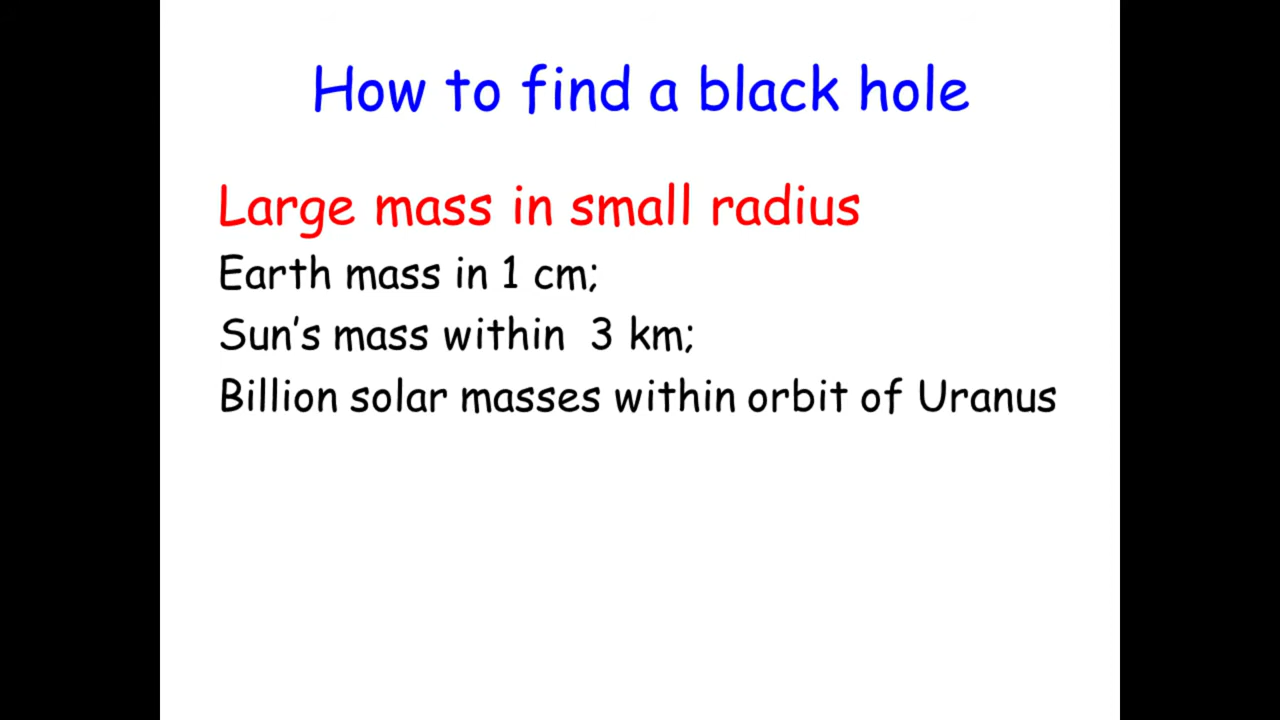 How to find a black hole
Large mass in small radius
Earth mass in 1 cm;
Sun's mass within 3 km;
Billion solar masses within orbit of Uranus